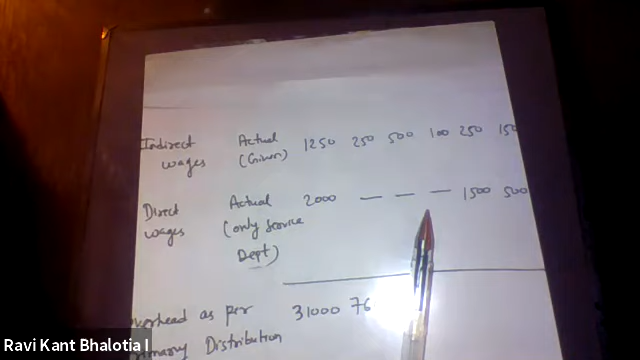 Indirect wages Actual (Given) 1250 250 500 100 250 150
Direct wages Actual (only service Dept) 2000 — — — 1500 500
overhead as per Primary Distribution 31000 76
Ravi Kant Bhalotia I